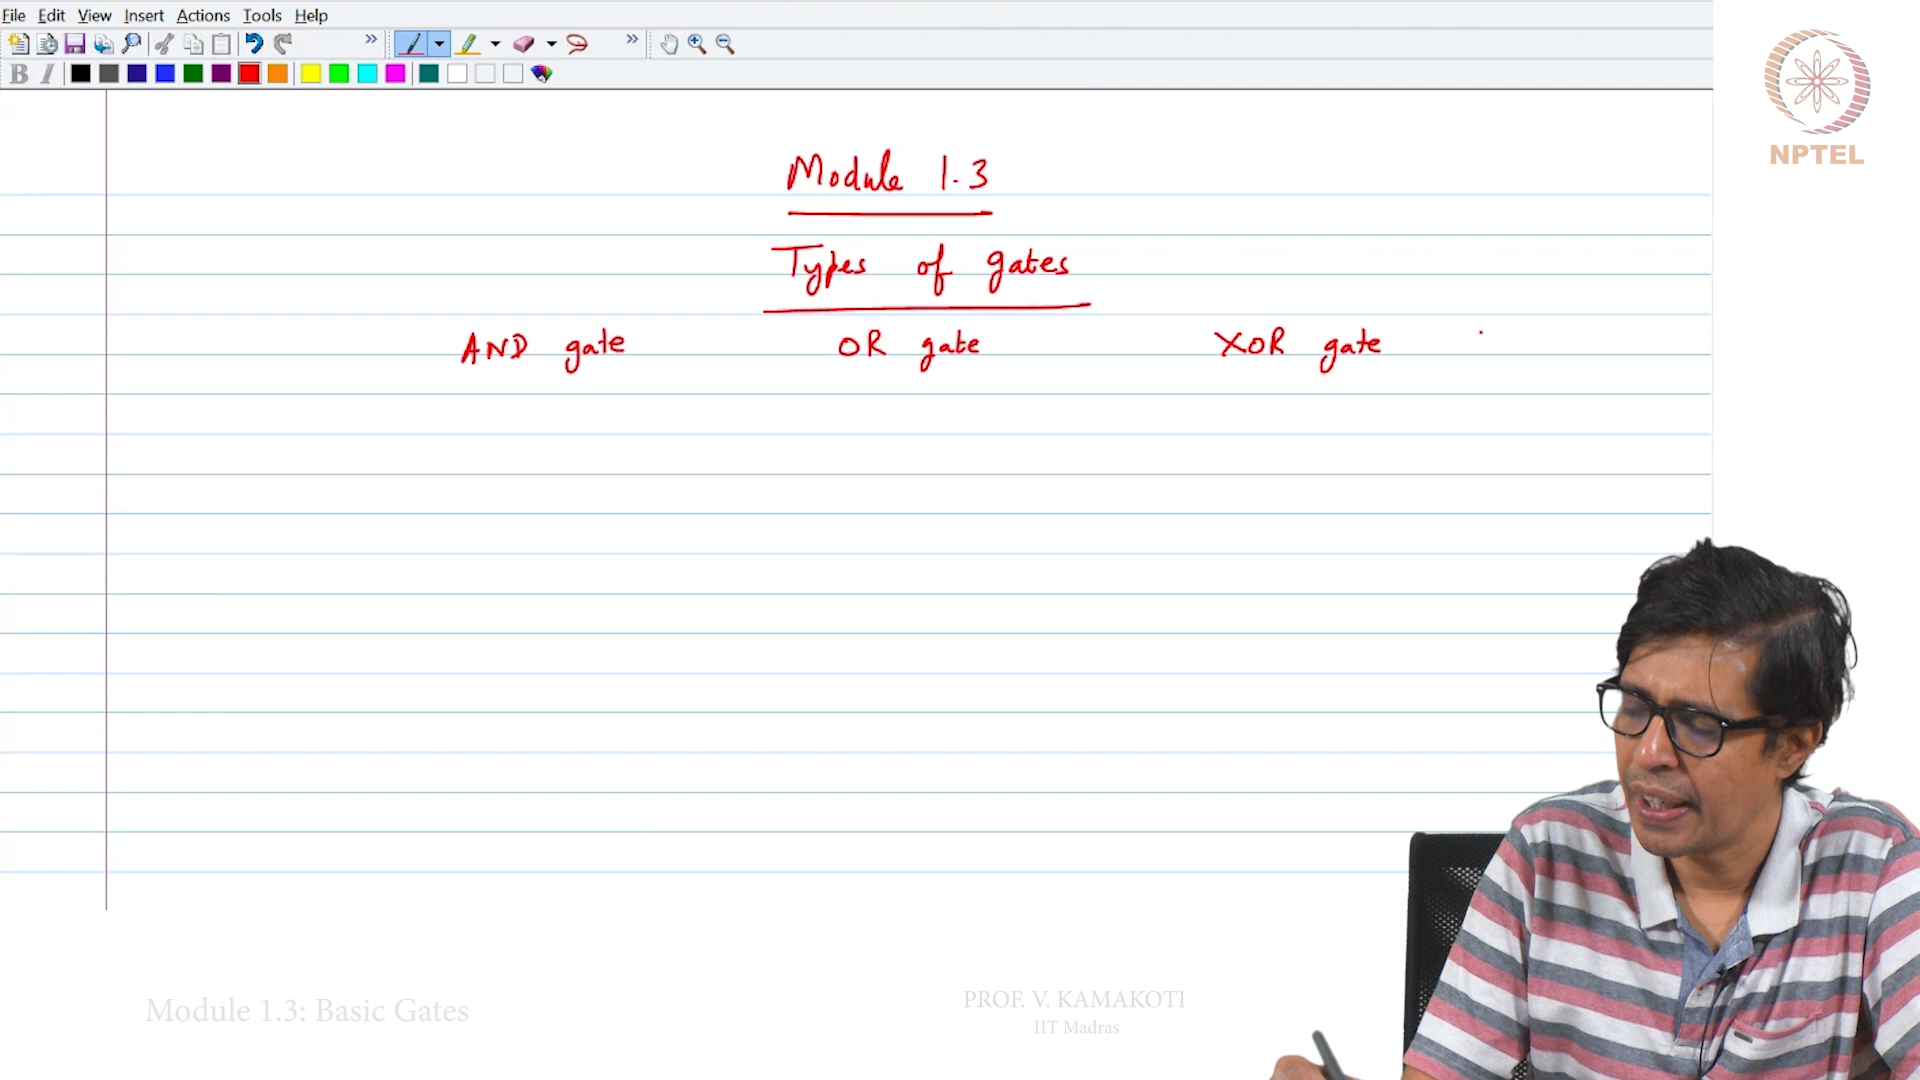 File Edit View Insert Actions Tools Help
B I
NPTEL
Module 1.3
Types of gates
AND gate OR gate XOR gate
Module 1.3: Basic Gates
PROF. V. KAMAKOTI
IIT Madras